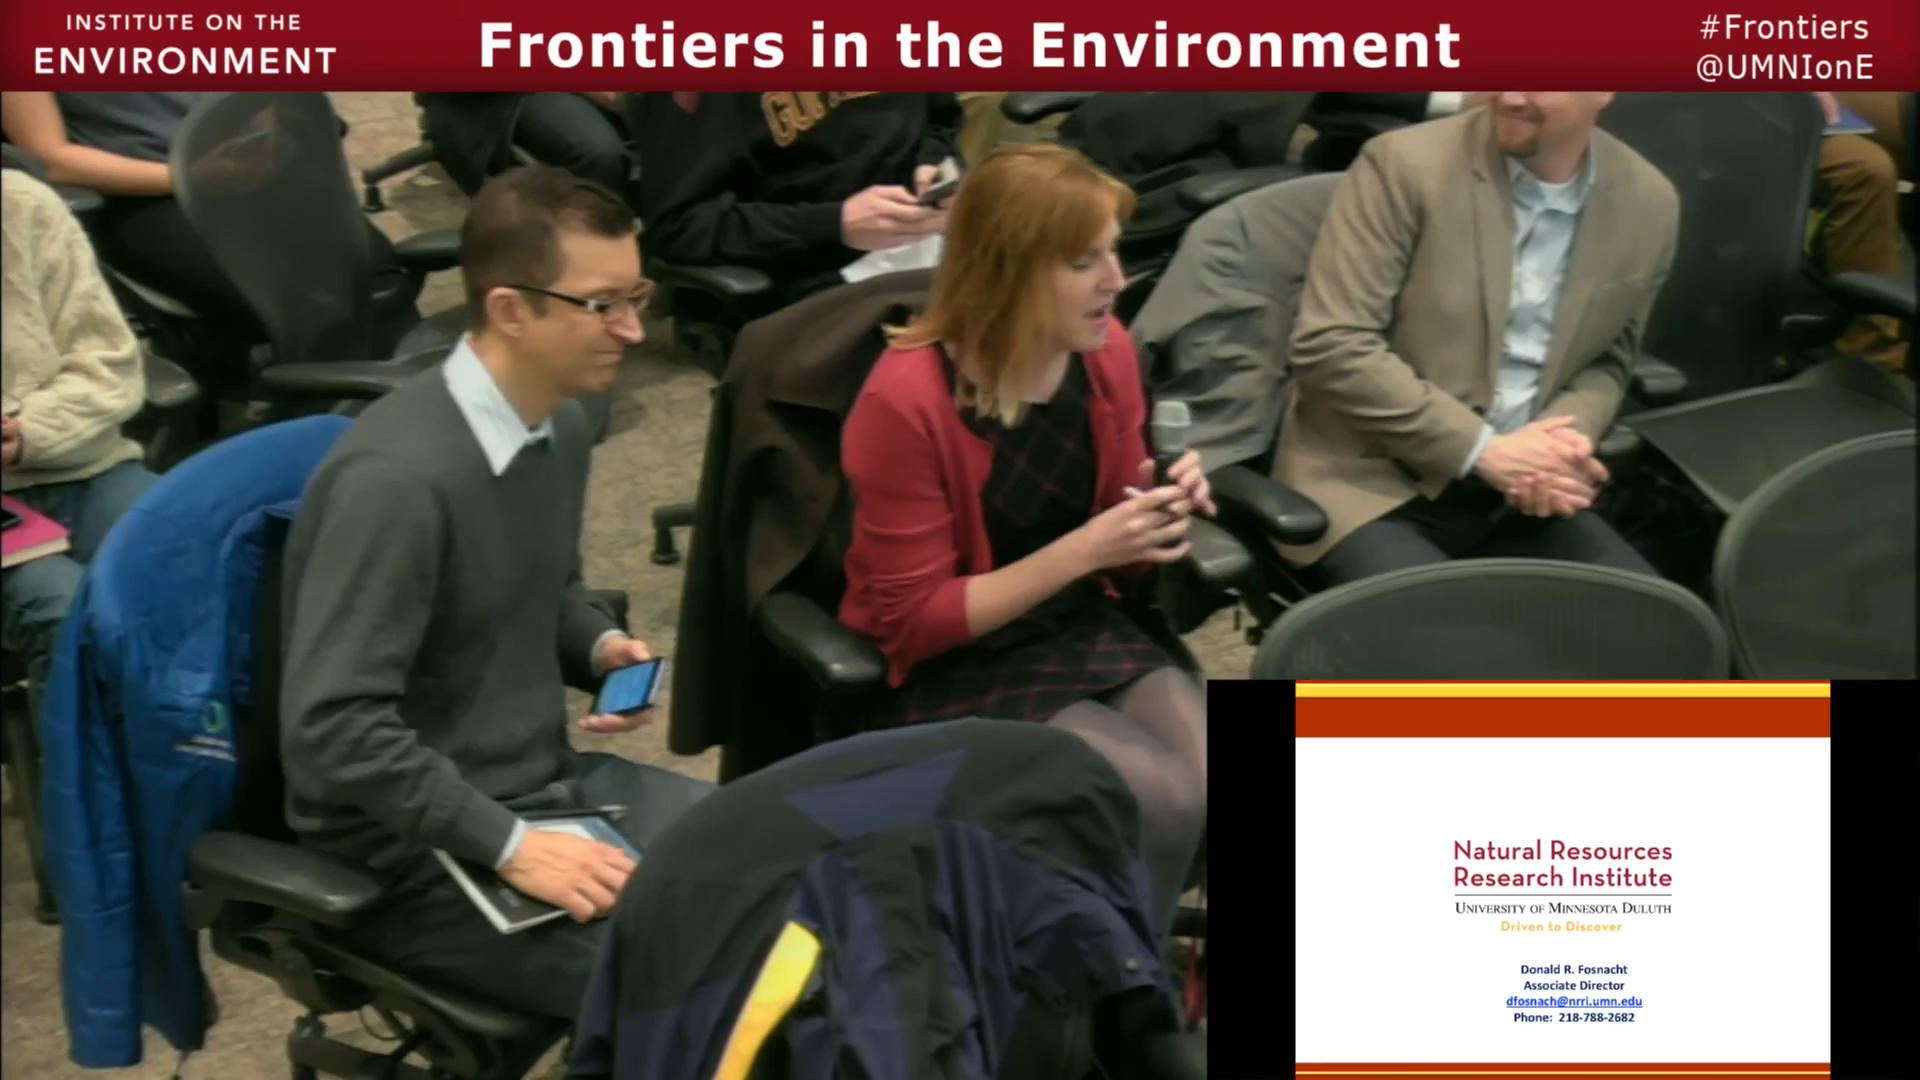 INSTITUTE ON THE
ENVIRONMENT
Frontiers in the Environment
#Frontiers
@UMNIonE
Natural Resources
Research Institute
UNIVERSITY OF MINNESOTA DULUTH
Driven to Discover
Donald R. Fosnacht
Associate Director
dfosnach@nrri.umn.edu
Phone: 218-788-2682